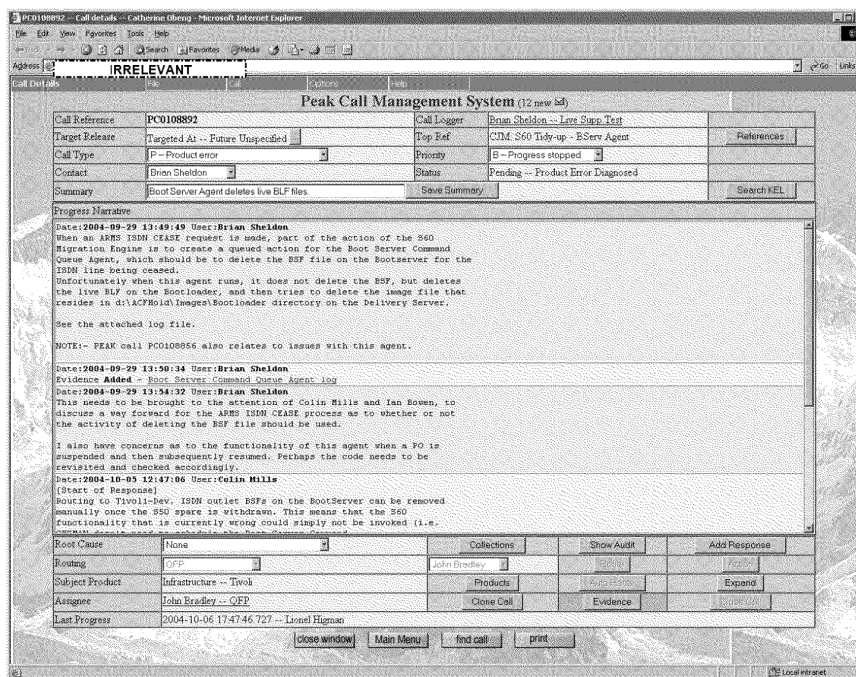 PC0108892 -- Call details -- Catherine Obeng - Microsoft Internet Explorer
File Edit View Favorites Tools Help
Search Favorites Media
Address IRRELEVANT Go Links
Call Details File Call Options Help
Peak Call Management System (12 new)
Call Reference PC0108892 Call Logger Brian Sheldon -- Live Supp.Test
Target Release Targeted At -- Future Unspecified Top Ref CJM: S60 Tidy-up - BServ Agent References
Call Type P -- Product error Priority B -- Progress stopped
Contact Brian Sheldon Status Pending -- Product Error Diagnosed
Summary Boot Server Agent deletes live BLF files. Save Summary Search KEL
Progress Narrative
Date:2004-09-29 13:49:49 User:Brian Sheldon
When an ARMS ISDN CEASE request is made, part of the action of the S60
Migration Engine is to create a queued action for the Boot Server Command
Queue Agent, which should be to delete the BSF file on the Bootserver for the
ISDN line being ceased.
Unfortunately when this agent runs, it does not delete the BSF, but deletes
the live BLF on the Bootloader, and then tries to delete the image file that
resides in d:\ACFHold\Images\Bootloader directory on the Delivery Server.
See the attached log file.
NOTE:- PEAK call PC0108856 also relates to issues with this agent.
Date:2004-09-29 13:50:34 User:Brian Sheldon
Evidence Added - Boot Server Command Queue Agent log
Date:2004-09-29 13:54:32 User:Brian Sheldon
This needs to be brought to the attention of Colin Mills and Ian Bowen, to
discuss a way forward for the ARMS ISDN CEASE process as to whether or not
the activity of deleting the BSF file should be used.
I also have concerns as to the functionality of this agent when a PO is
suspended and then subsequently resumed. Perhaps the code needs to be
revisited and checked accordingly.
Date:2004-10-05 12:47:06 User:Colin Mills
[Start of Response]
Routing to Tivoli-Dev. ISDN outlet BSFs on the BootServer can be removed
manually once the S50 spare is withdrawn. This means that the S60
functionality that is currently wrong could simply not be invoked (i.e.
Root Cause None Collections Show Audit Add Response
Routing QFP John Bradley
Subject Product Infrastructure -- Tivoli Products Expand
Assignee John Bradley -- QFP Clone Call Evidence
Last Progress 2004-10-06 17:47:46.727 -- Lionel Higman
close window Main Menu find call print
Local intranet